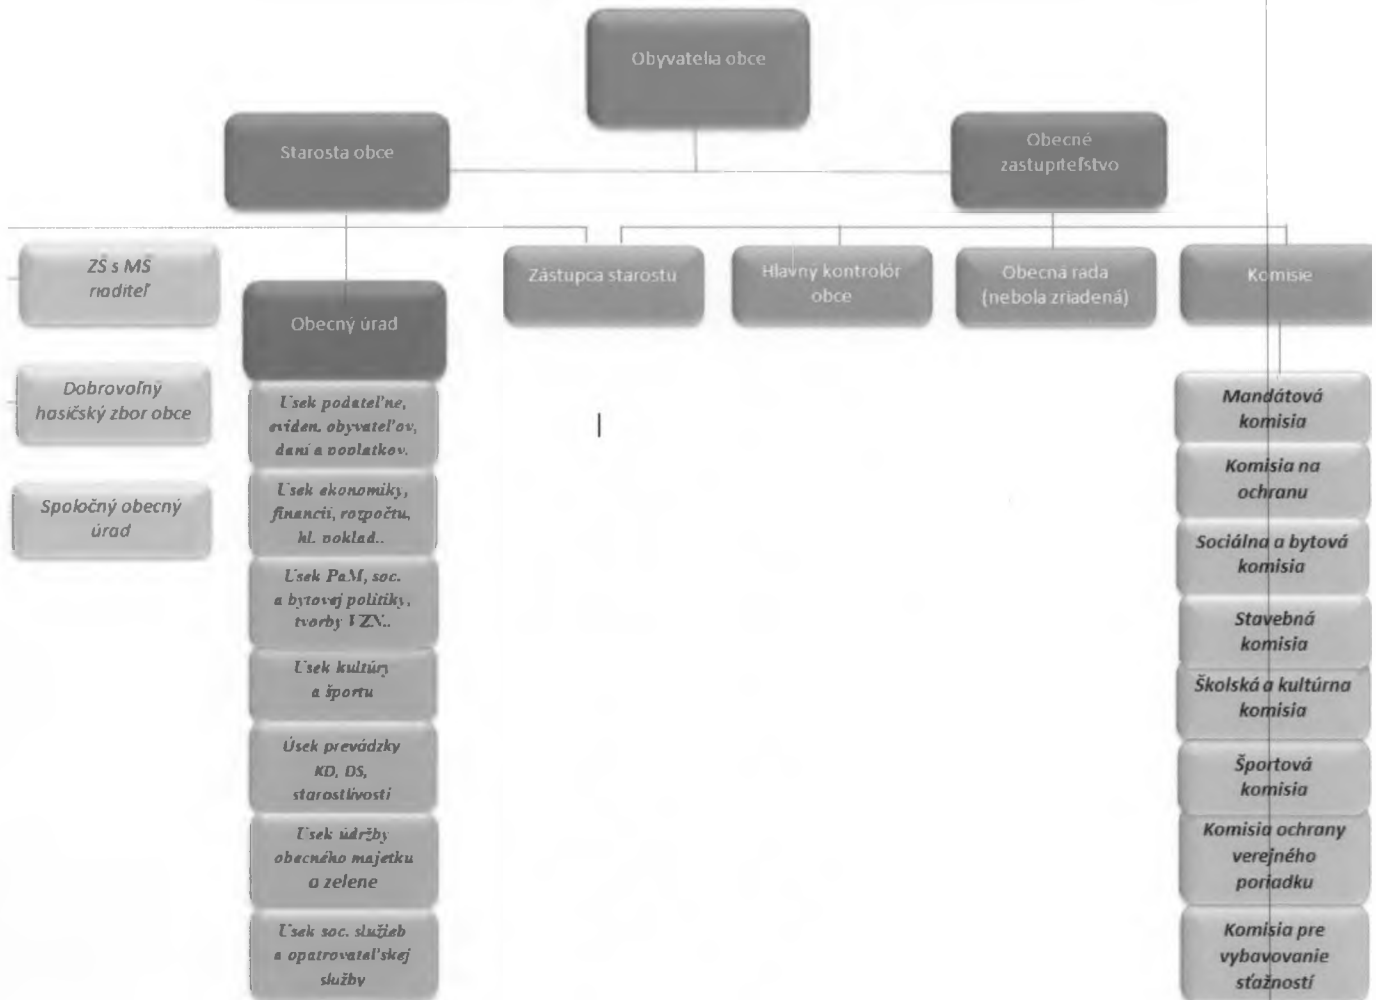 Obyvatelia obce
Starosta obce
Obecné
zastupiteľstvo
ZŠ s MŠ
riaditeľ
Dobrovoľný
hasičský zbor obce
Spoločný obecný
úrad
Obecný úrad
Úsek podateľne,
eviden. obyvateľov,
daní a poplatkov.
Úsek ekonomiky,
financií, rozpočtu,
hl. poklad..
Úsek PaM, soc.
a bytovej politiky,
tvorby VZN..
Úsek kultúry
a športu
Úsek prevádzky
KD, DS,
starostlivosti
Úsek údržby
obecného majetku
a zelene
Úsek soc. služieb
a opatrovateľskej
služby
Zástupca starostu
Hlavný kontrolór
obce
Obecná rada
(nebola zriadená)
Komisie
Mandátová
komisia
Komisia na
ochranu
Sociálna a bytová
komisia
Stavebná
komisia
Školská a kultúrna
komisia
Športová
komisia
Komisia ochrany
verejného
poriadku
Komisia pre
vybavovanie
sťažností